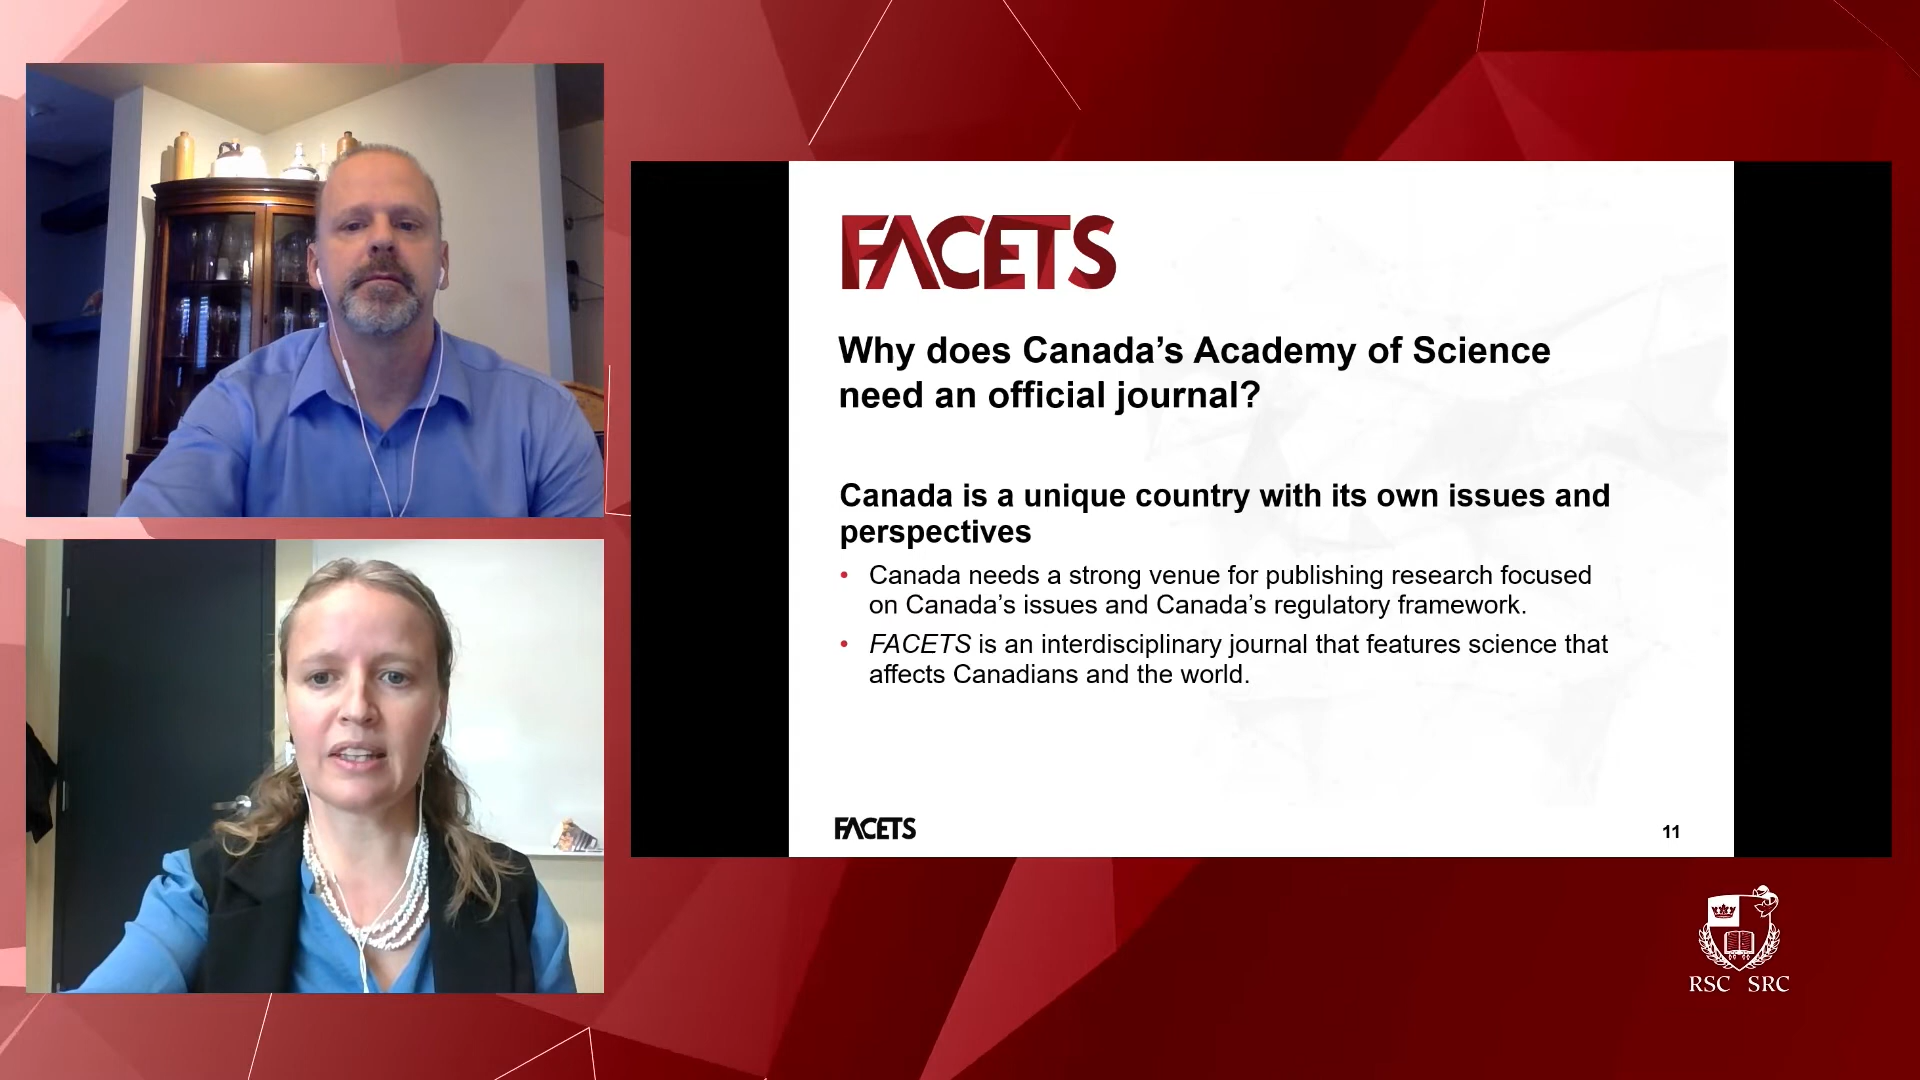 FACETS
Why does Canada’s Academy of Science
need an official journal?
Canada is a unique country with its own issues and
perspectives
• Canada needs a strong venue for publishing research focused
on Canada’s issues and Canada’s regulatory framework.
• FACETS is an interdisciplinary journal that features science that
affects Canadians and the world.
FACETS
11
RSC SRC